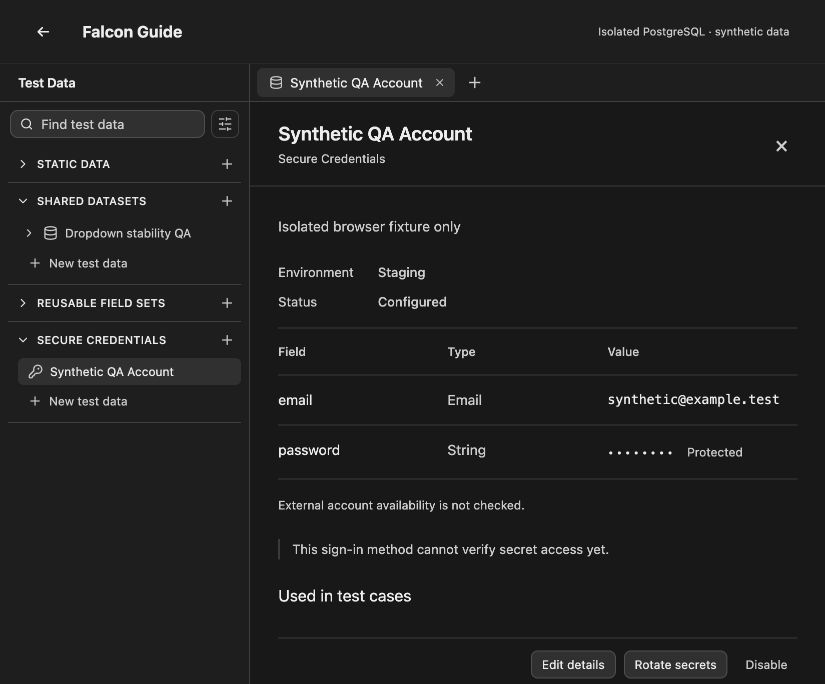 Falcon Guide
Isolated PostgreSQL · synthetic data
Test Data
Find test data
STATIC DATA
SHARED DATASETS
Dropdown stability QA
New test data
REUSABLE FIELD SETS
SECURE CREDENTIALS
Synthetic QA Account
New test data
Synthetic QA Account
Synthetic QA Account
Secure Credentials
Isolated browser fixture only
Environment Staging
Status Configured
Field Type Value
email Email synthetic@example.test
password String •••••••• Protected
External account availability is not checked.
This sign-in method cannot verify secret access yet.
Used in test cases
Edit details Rotate secrets Disable